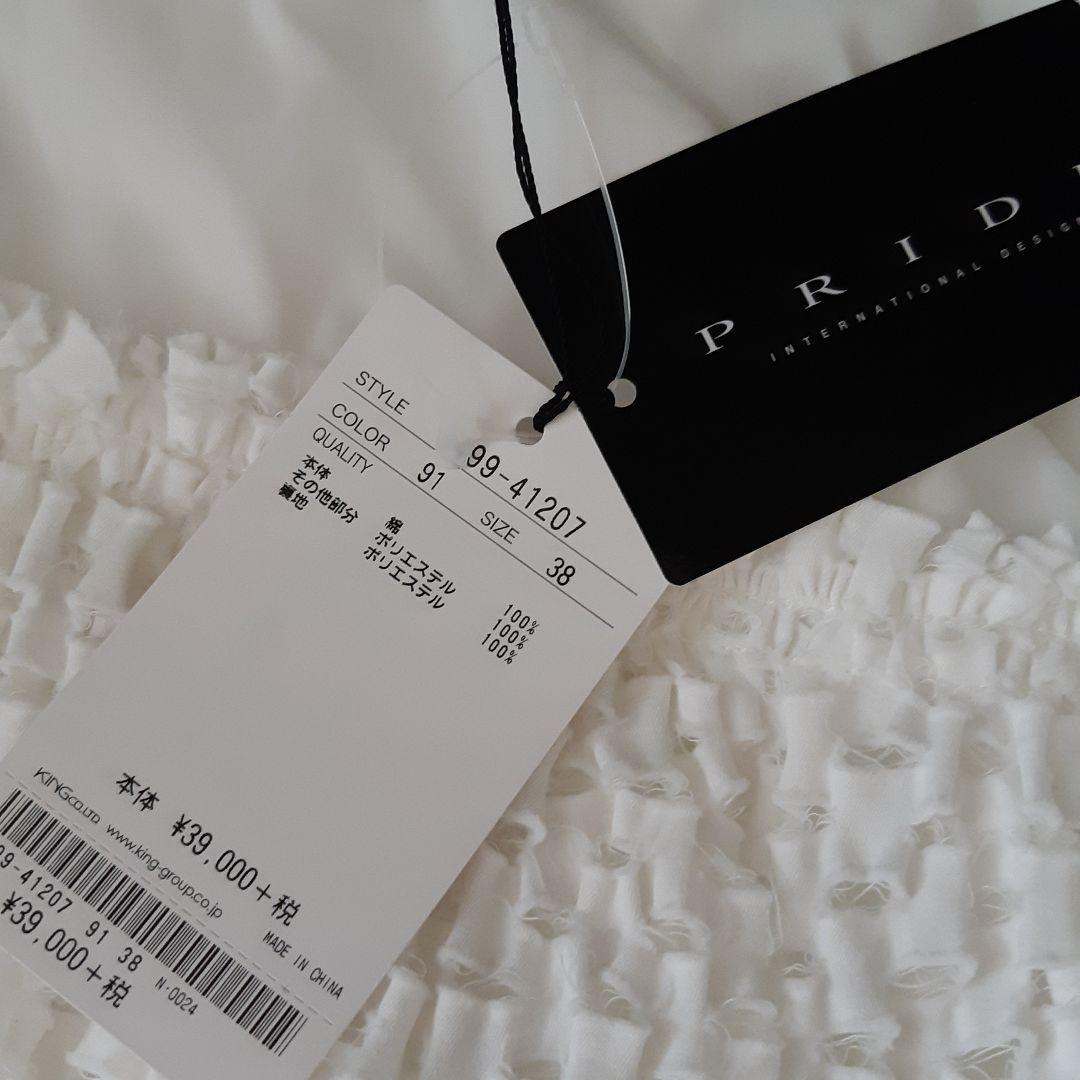 PRID
INTERNATIONAL DESIGN
STYLE 99-41207
COLOR 91 SIZE 38
QUALITY
本体 綿 100%
その他部分 ポリエステル 100%
裏地 ポリエステル 100%
本体 ¥39,000+税
KINGCO.LTD www.king-group.co.jp MADE IN CHINA
99-41207 91 38 N-0024
¥39,000+税